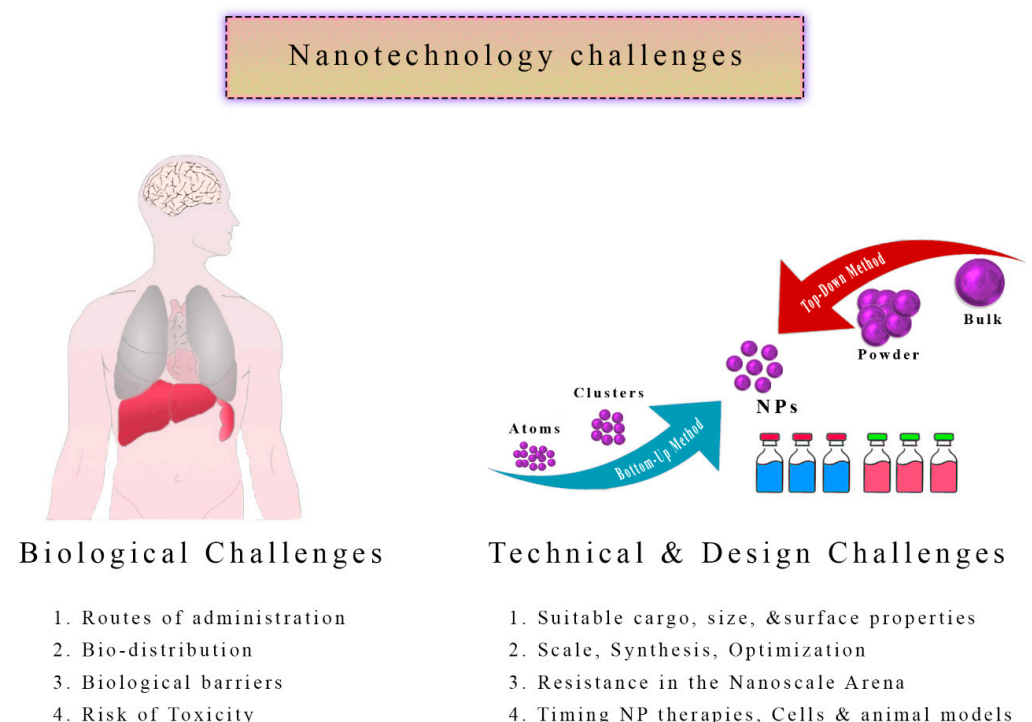 Nanotechnology challenges
Top-Down Method
Bulk
Powder
Clusters
NPs
Atoms
Bottom-Up Method
Biological Challenges
1. Routes of administration
2. Bio-distribution
3. Biological barriers
4. Risk of Toxicity
Technical & Design Challenges
1. Suitable cargo, size, &surface properties
2. Scale, Synthesis, Optimization
3. Resistance in the Nanoscale Arena
4. Timing NP therapies, Cells & animal models